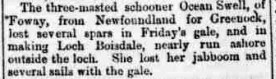 The three-masted schooner Ocean Swell, of
'Foway, from Newfoundland for Greenock,
lost several spars in Friday's gale, and in
making Loch Boisdale, nearly run ashore
outside the loch. She lost her jabboom and
several sails with the gale.